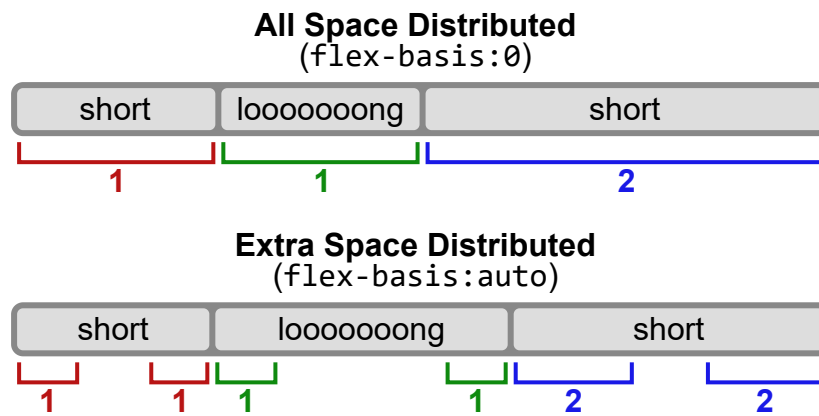 All Space Distributed
(flex-basis:0)
short looooooong short
1 1 2
Extra Space Distributed
(flex-basis:auto)
short looooooong short
1 1 1 1 2 2